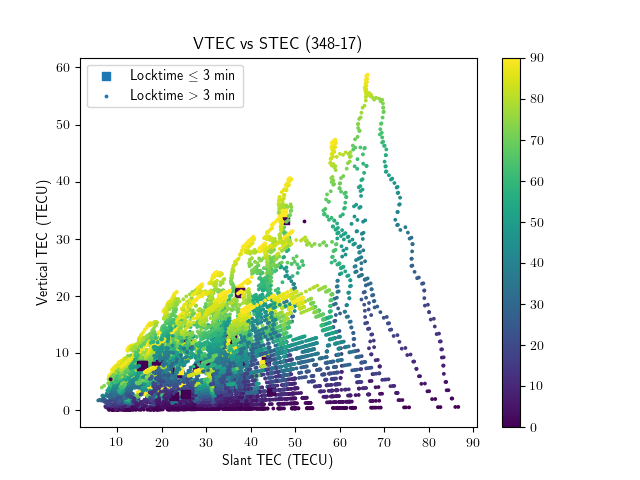 VTEC vs STEC (348-17)
Locktime ≤ 3 min
Locktime > 3 min
Vertical TEC (TECU)
60
50
40
30
20
10
0
10 20 30 40 50 60 70 80 90
Slant TEC (TECU)
90
80
70
60
50
40
30
20
10
0